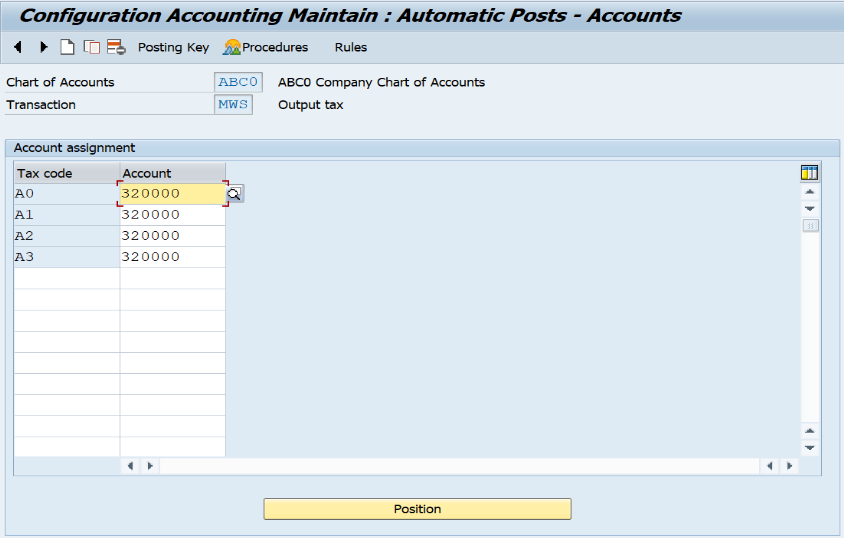 Configuration Accounting Maintain : Automatic Posts - Accounts
Posting Key Procedures Rules
Chart of Accounts ABC0 ABC0 Company Chart of Accounts
Transaction MWS Output tax
Account assignment
Tax code Account
A0 320000
A1 320000
A2 320000
A3 320000
Position